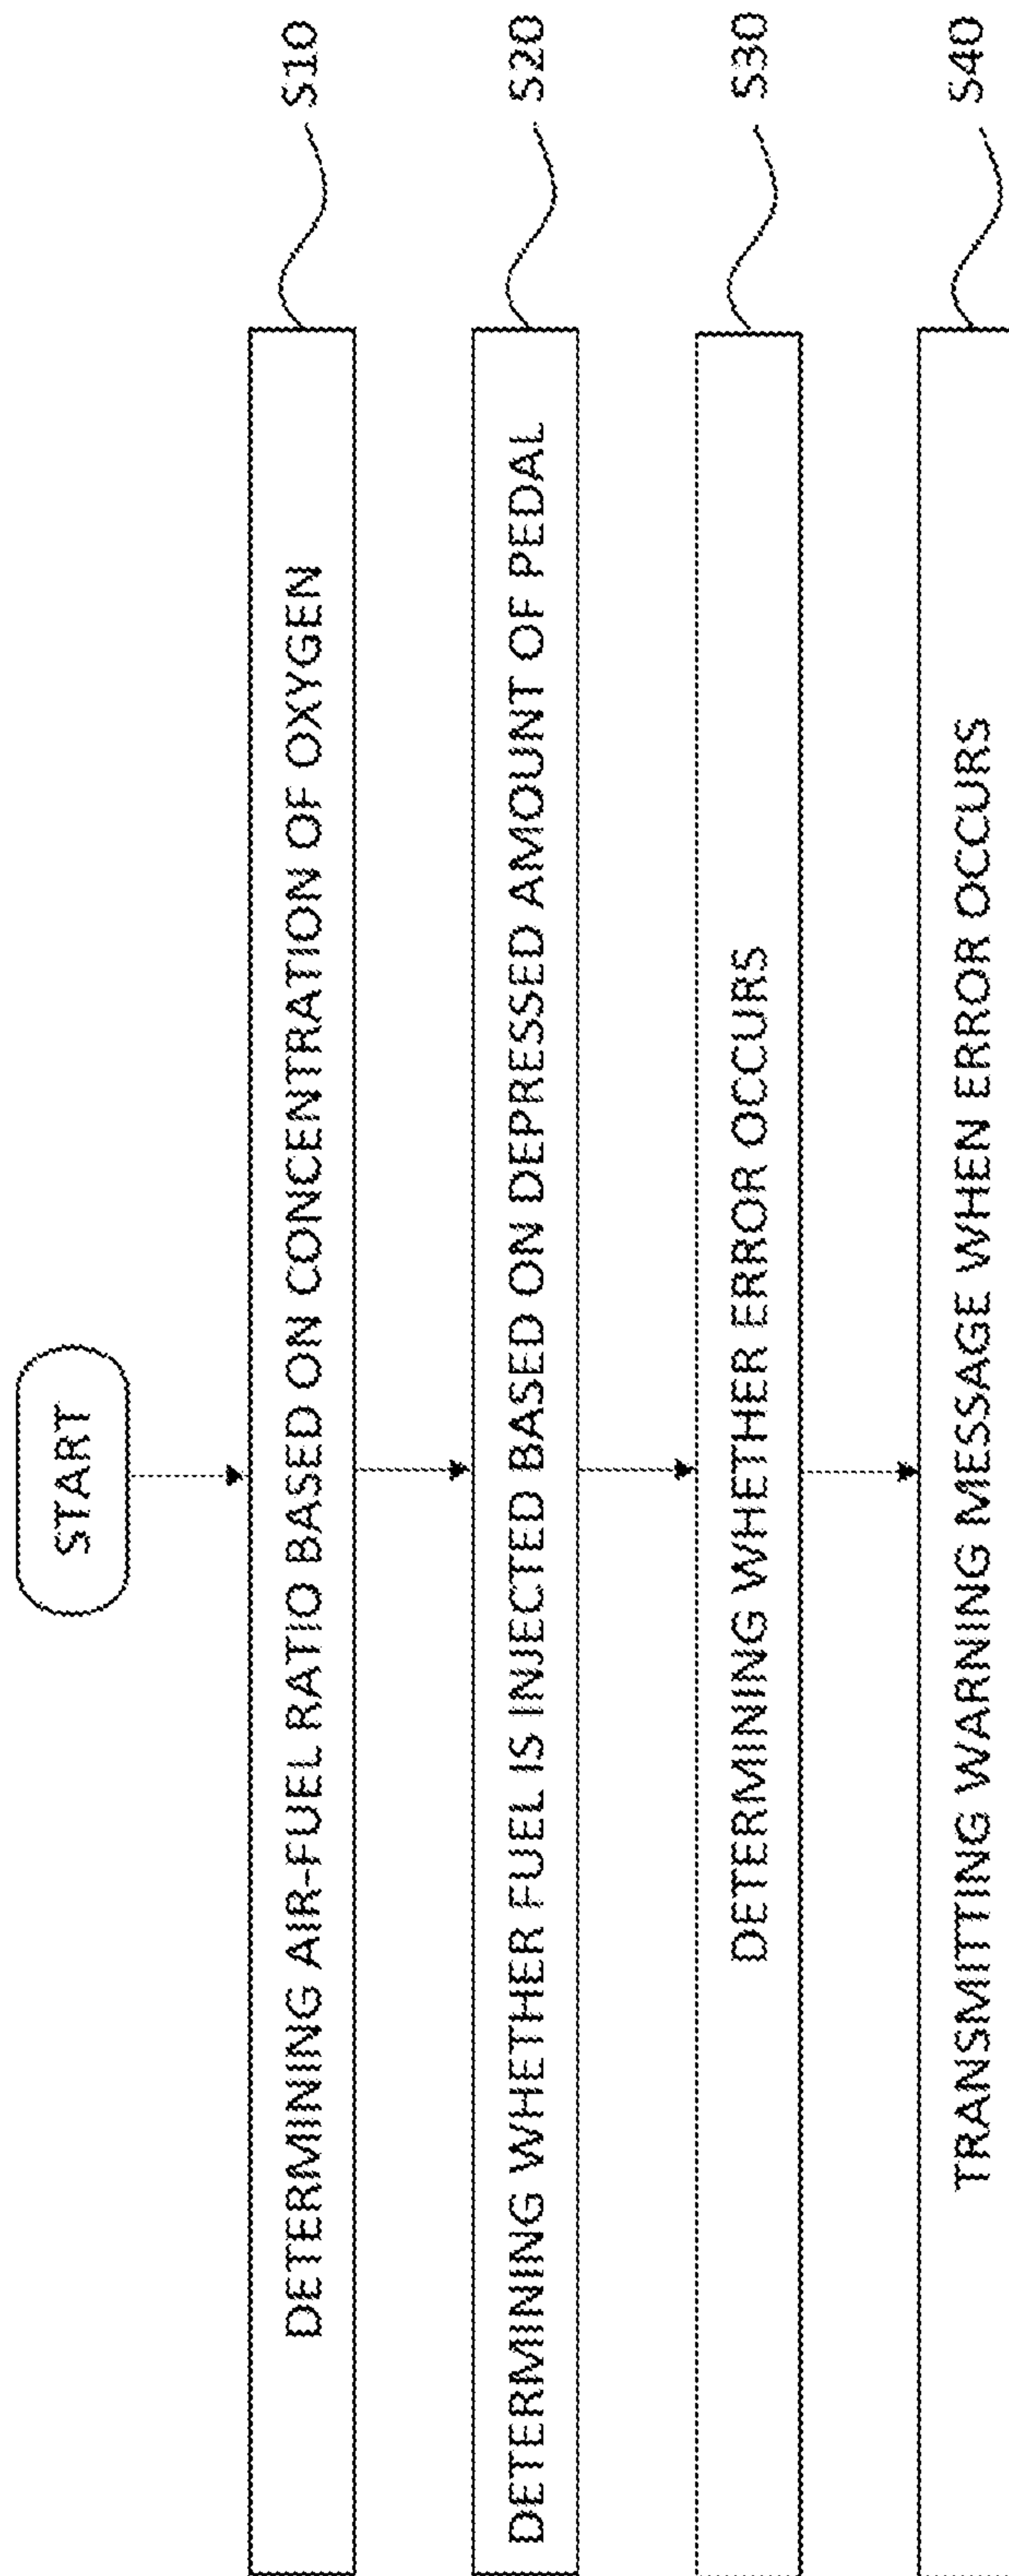 START
DETERMINING AIR-FUEL RATIO BASED ON CONCENTRATION OF OXYGEN
S10
DETERMINING WHETHER FUEL IS INJECTED BASED ON DEPRESSED AMOUNT OF PEDAL
S20
DETERMINING WHETHER ERROR OCCURS
S30
TRANSMITTING WARNING MESSAGE WHEN ERROR OCCURS
S40